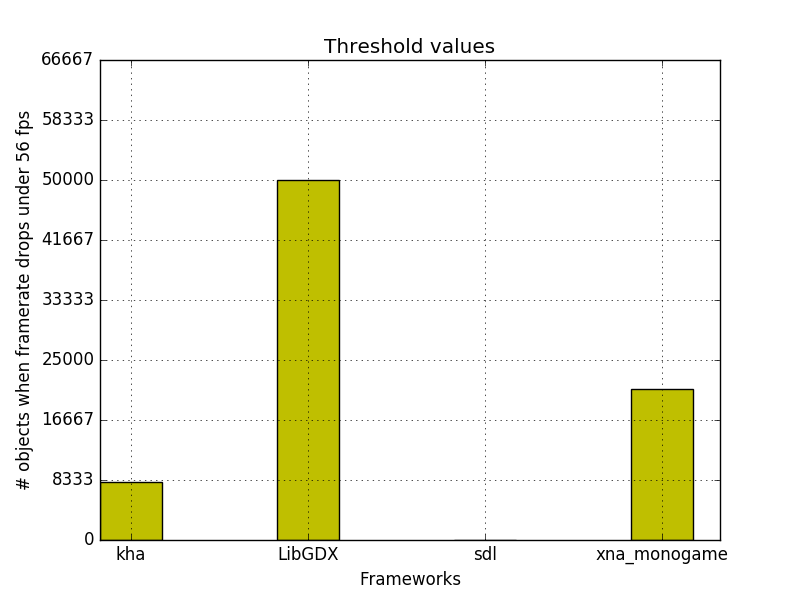 Threshold values
66667
58333
50000
41667
33333
25000
16667
8333
0
# objects when framerate drops under 56 fps
kha LibGDX sdl xna_monogame
Frameworks